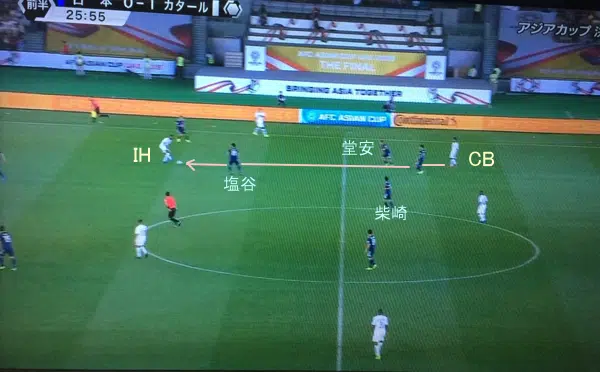 前半 日本 0-1 カタール
25:55
アジアカップ 決
THE FINAL
BRINGING ASIA TOGETHER
AFC ASIAN CUP
Continental
IH
堂安
CB
塩谷
柴崎